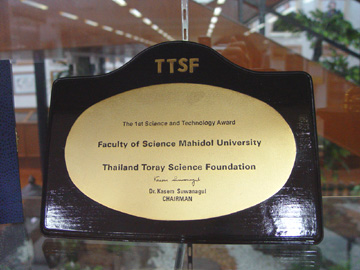 TTSF
The 1st Science and Technology Award
Faculty of Science Mahidol University
Thailand Toray Science Foundation
Dr. Kasem Suwanagul
CHAIRMAN